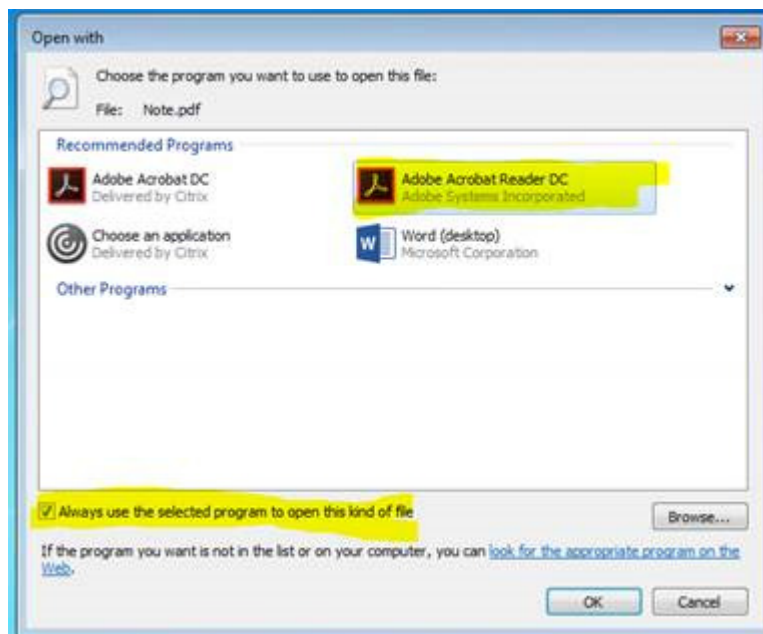 Open with
Choose the program you want to use to open this file:
File: Note.pdf
Recommended Programs
Adobe Acrobat DC
Delivered by Citrix
Adobe Acrobat Reader DC
Adobe Systems Incorporated
Choose an application
Delivered by Citrix
Word (desktop)
Microsoft Corporation
Other Programs
Always use the selected program to open this kind of file
Browse...
If the program you want is not in the list or on your computer, you can look for the appropriate program on the
Web.
OK
Cancel